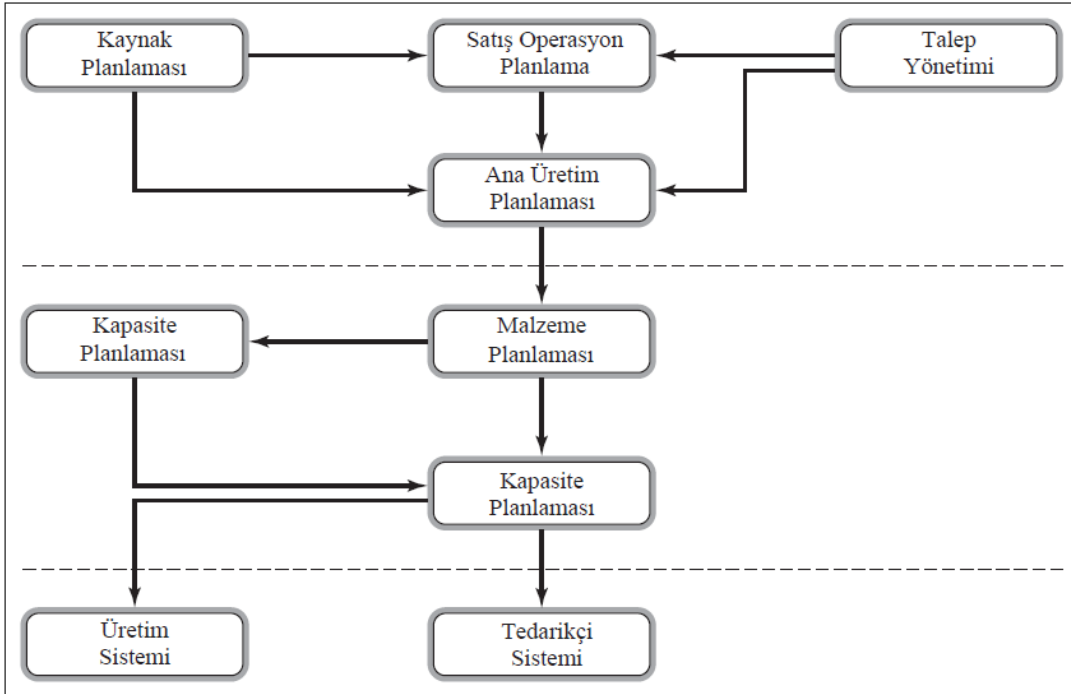 Kaynak
Planlaması
Satış Operasyon
Planlama
Talep
Yönetimi
Ana Üretim
Planlaması
Kapasite
Planlaması
Malzeme
Planlaması
Kapasite
Planlaması
Üretim
Sistemi
Tedarikçi
Sistemi